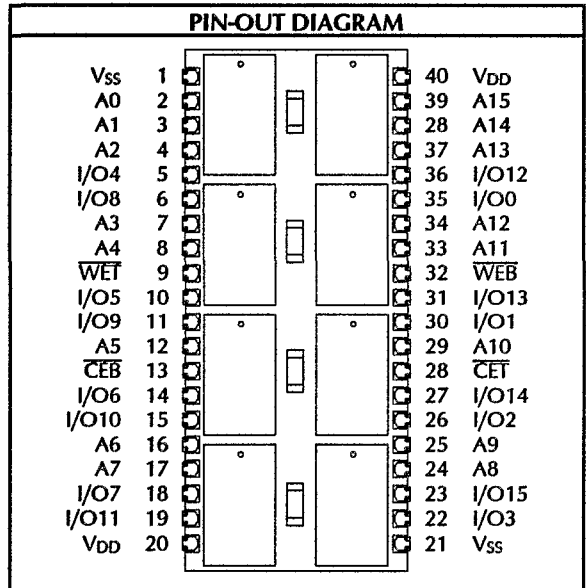 PIN-OUT DIAGRAM
VSS 1 40 VDD
A0 2 39 A15
A1 3 28 A14
A2 4 37 A13
I/O4 5 36 I/O12
I/O8 6 35 I/O0
A3 7 34 A12
A4 8 33 A11
WET 9 32 WEB
I/O5 10 31 I/O13
I/O9 11 30 I/O1
A5 12 29 A10
CEB 13 28 CET
I/O6 14 27 I/O14
I/O10 15 26 I/O2
A6 16 25 A9
A7 17 24 A8
I/O7 18 23 I/O15
I/O11 19 22 I/O3
VDD 20 21 VSS